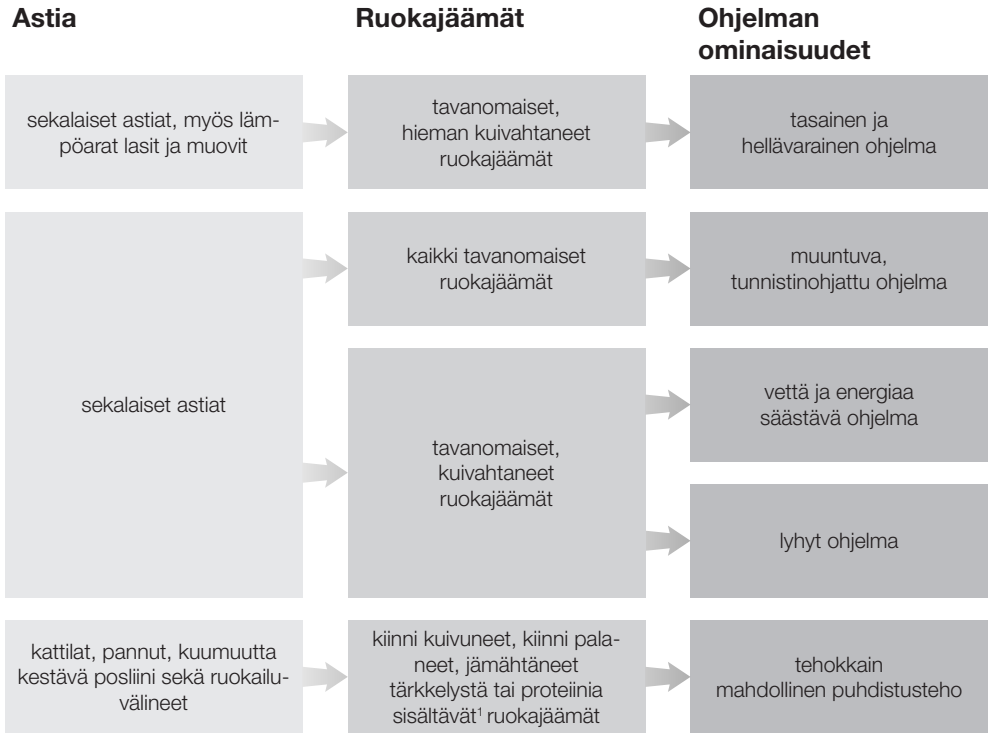 Astia
Ruokajäämät
Ohjelman
ominaisuudet
sekalaiset astiat, myös läm-
pöarat lasit ja muovit
tavanomaiset,
hieman kuivahtaneet
ruokajäämät
tasainen ja
hellävarainen ohjelma
sekalaiset astiat
kaikki tavanomaiset
ruokajäämät
muuntuva,
tunnistinohjattu ohjelma
tavanomaiset,
kuivahtaneet
ruokajäämät
vettä ja energiaa
säästävä ohjelma
lyhyt ohjelma
kattilat, pannut, kuumuutta
kestävä posliini sekä ruokailu-
välineet
kiinni kuivuneet, kiinni pala-
neet, jämähtäneet
tärkkelystä tai proteiinia
sisältävät¹ ruokajäämät
tehokkain
mahdollinen puhdistusteho